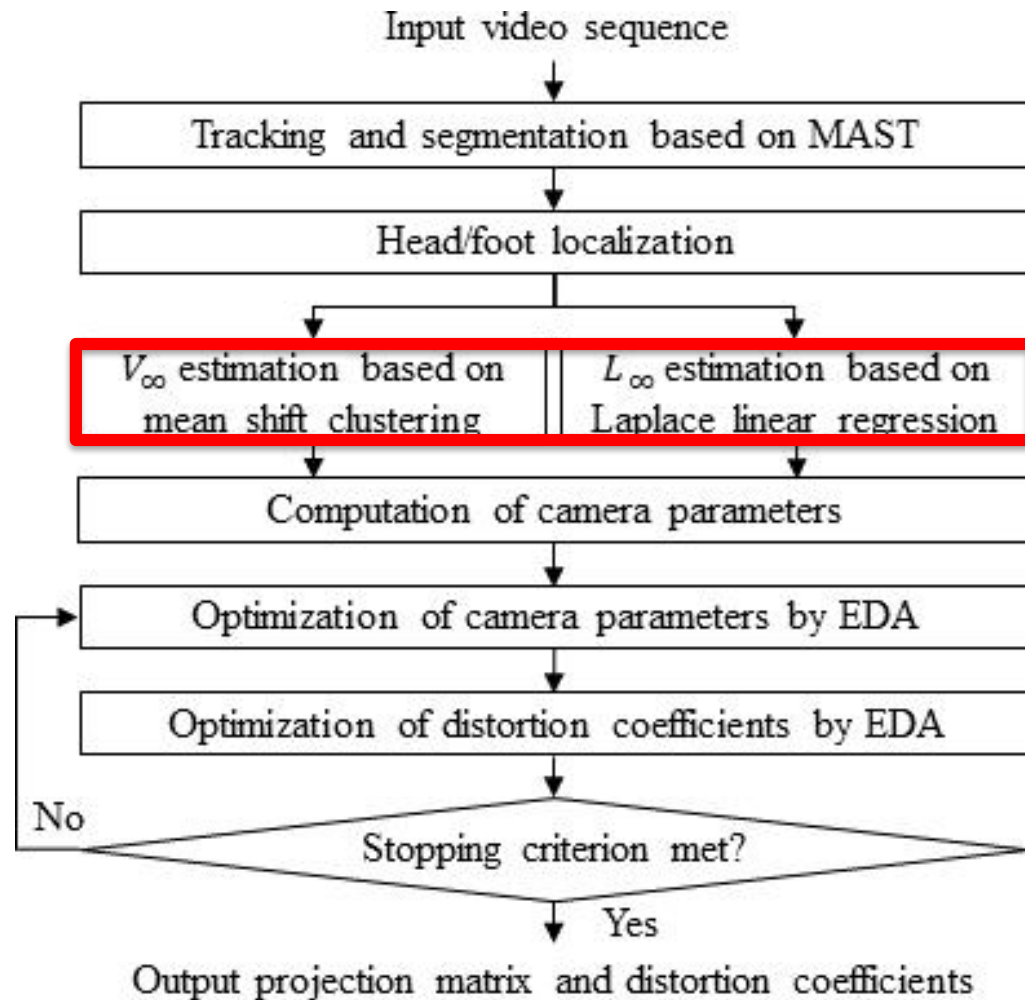 Input video sequence
Tracking and segmentation based on MAST
Head/foot localization
V∞ estimation based on
mean shift clustering
L∞ estimation based on
Laplace linear regression
Computation of camera parameters
Optimization of camera parameters by EDA
Optimization of distortion coefficients by EDA
No
Stopping criterion met?
Yes
Output projection matrix and distortion coefficients